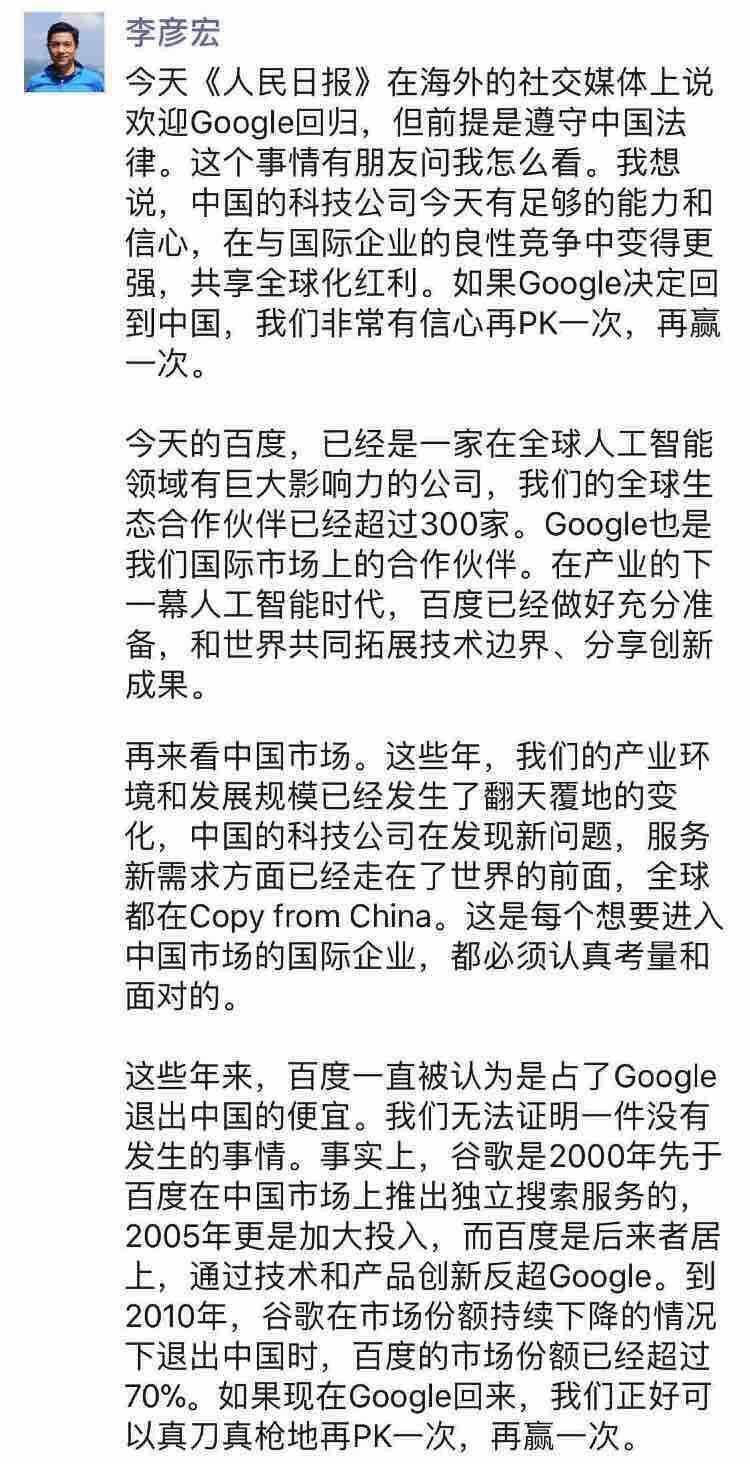 李彦宏
今天《人民日报》在海外的社交媒体上说
欢迎Google回归，但前提是遵守中国法
律。这个事情有朋友问我怎么看。我想
说，中国的科技公司今天有足够的能力和
信心，在与国际企业的良性竞争中变得更
强，共享全球化红利。如果Google决定回
到中国，我们非常有信心再PK一次，再赢
一次。
今天的百度，已经是一家在全球人工智能
领域有巨大影响力的公司，我们的全球生
态合作伙伴已经超过300家。Google也是
我们国际市场上的合作伙伴。在产业的下
一幕人工智能时代，百度已经做好充分准
备，和世界共同拓展技术边界、分享创新
成果。
再来看中国市场。这些年，我们的产业环
境和发展规模已经发生了翻天覆地的变
化，中国的科技公司在发现新问题，服务
新需求方面已经走在了世界的前面，全球
都在Copy from China。这是每个想要进入
中国市场的国际企业，都必须认真考量和
面对的。
这些年来，百度一直被认为是占了Google
退出中国的便宜。我们无法证明一件没有
发生的事情。事实上，谷歌是2000年先于
百度在中国市场上推出独立搜索服务的，
2005年更是加大投入，而百度是后来者居
上，通过技术和产品创新反超Google。到
2010年，谷歌在市场份额持续下降的情况
下退出中国时，百度的市场份额已经超过
70%。如果现在Google回来，我们正好可
以真刀真枪地再PK一次，再赢一次。